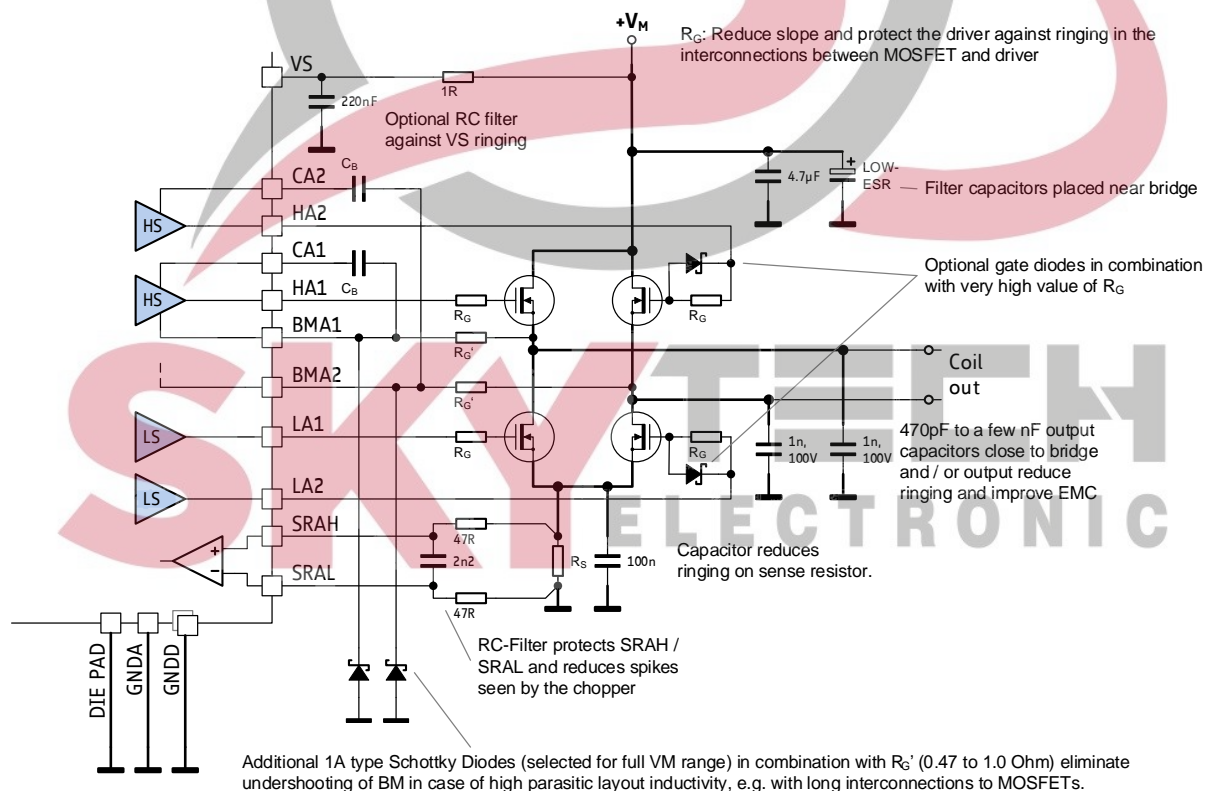 +VM
RG: Reduce slope and protect the driver against ringing in the
interconnections between MOSFET and driver
VS
1R
220nF
Optional RC filter
against VS ringing
CA2
CB
4.7µF
+
LOW-
ESR
Filter capacitors placed near bridge
HS
HA2
CA1
CB
Optional gate diodes in combination
with very high value of RG
HS
HA1
RG
RG
BMA1
RG'
SKYTECH
ELECTRONIC
Coil
out
BMA2
RG'
LS
LA1
RG
RG
1n,
100V
1n,
100V
470pF to a few nF output
capacitors close to bridge
and / or output reduce
ringing and improve EMC
LS
LA2
SRAH
47R
+
-
2n2
RS
100n
Capacitor reduces
ringing on sense resistor.
SRAL
47R
RC-Filter protects SRAH /
SRAL and reduces spikes
seen by the chopper
DIE PAD
GNDA
GNDD
Additional 1A type Schottky Diodes (selected for full VM range) in combination with RG' (0.47 to 1.0 Ohm) eliminate
undershooting of BM in case of high parasitic layout inductivity, e.g. with long interconnections to MOSFETs.